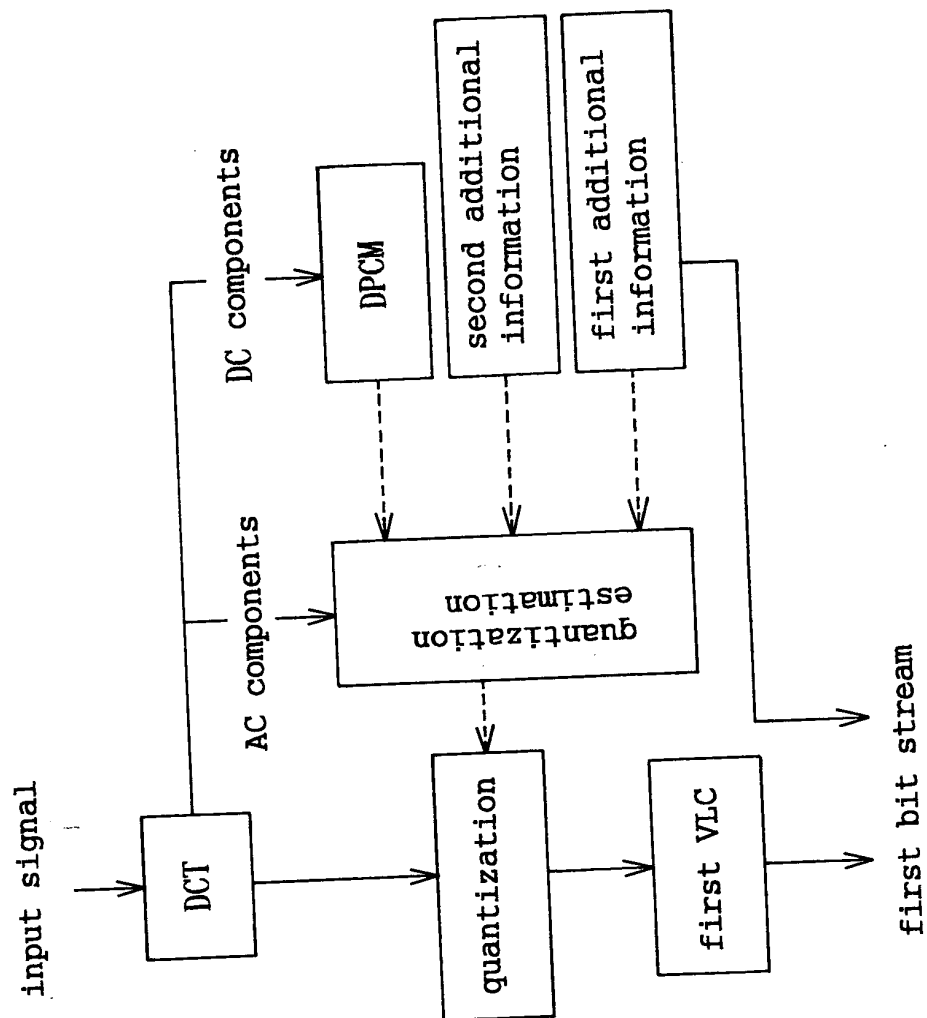 input signal
DCT
AC components
DC components
quantization
quantization
estimation
DPCM
second additional
information
first additional
information
first VLC
first bit stream